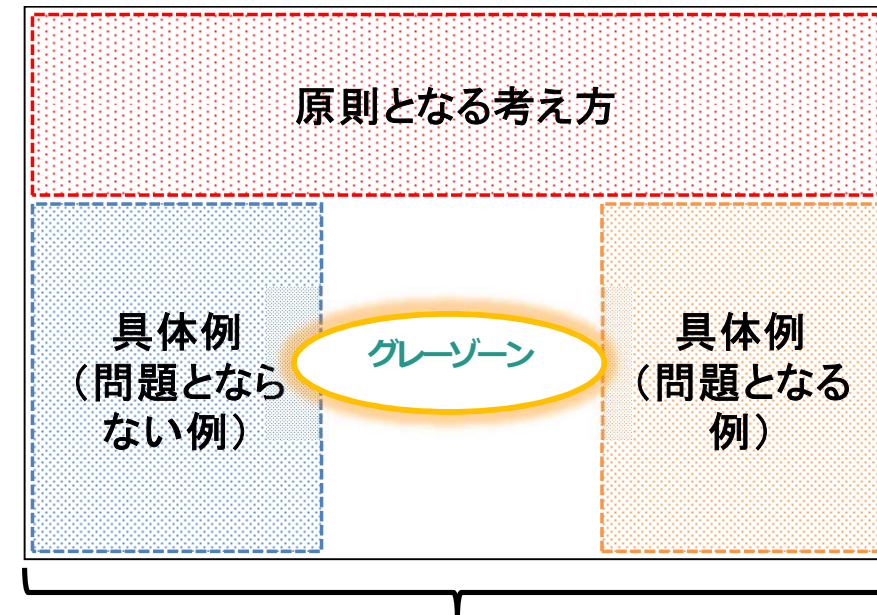 原則となる考え方
具体例
（問題となら
ない例）
グレーゾーン
具体例
（問題となる
例）